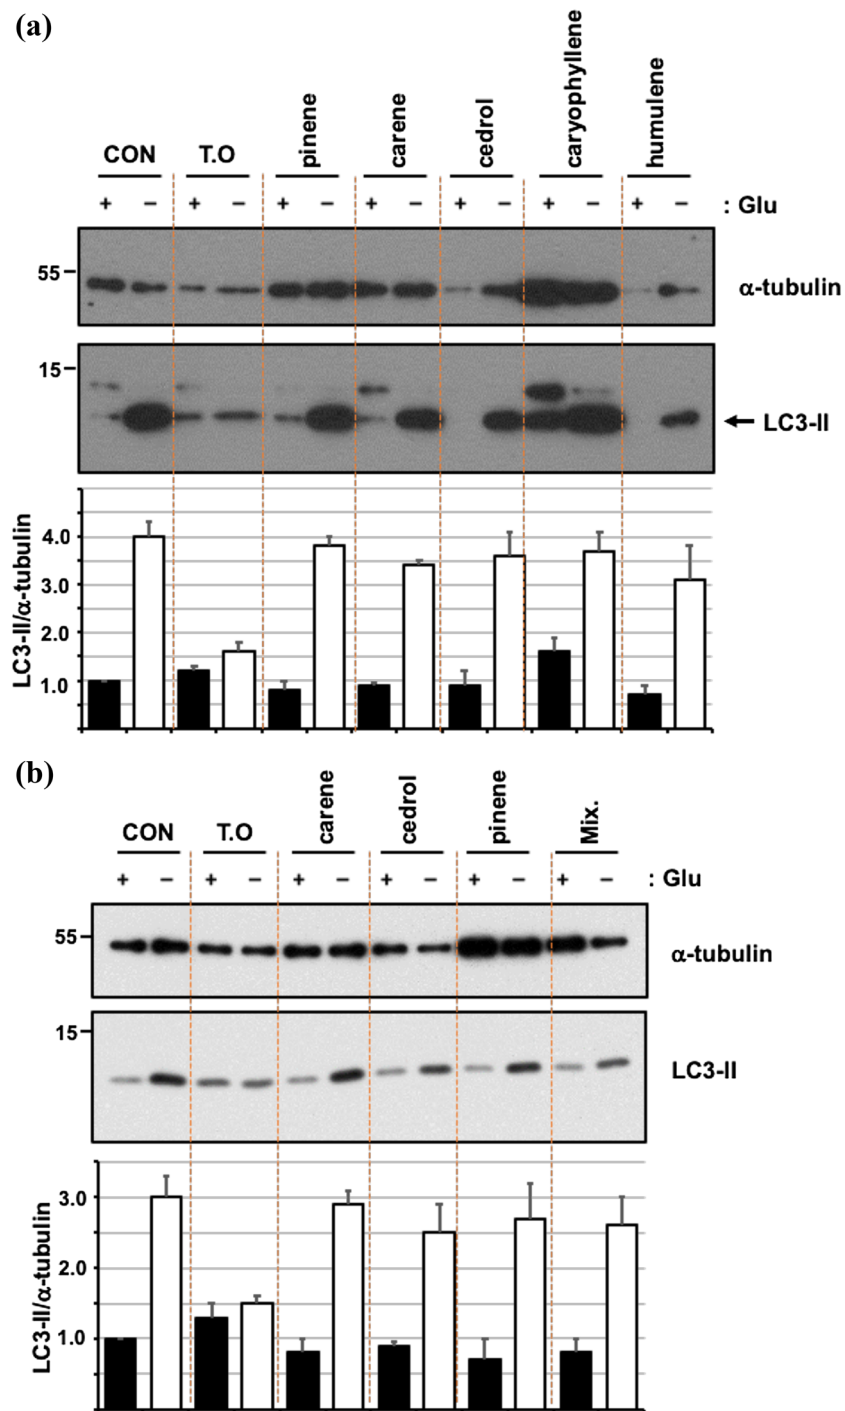 (a)
CON T.O pinene carene cedrol caryophyllene humulene
+ − + − + − + − + − + − + − : Glu
55
α-tubulin
15
LC3-II
LC3-II/α-tubulin
4.0
3.0
2.0
1.0
(b)
CON T.O carene cedrol pinene Mix.
+ − + − + − + − + − + − : Glu
55
α-tubulin
15
LC3-II
LC3-II/α-tubulin
3.0
2.0
1.0